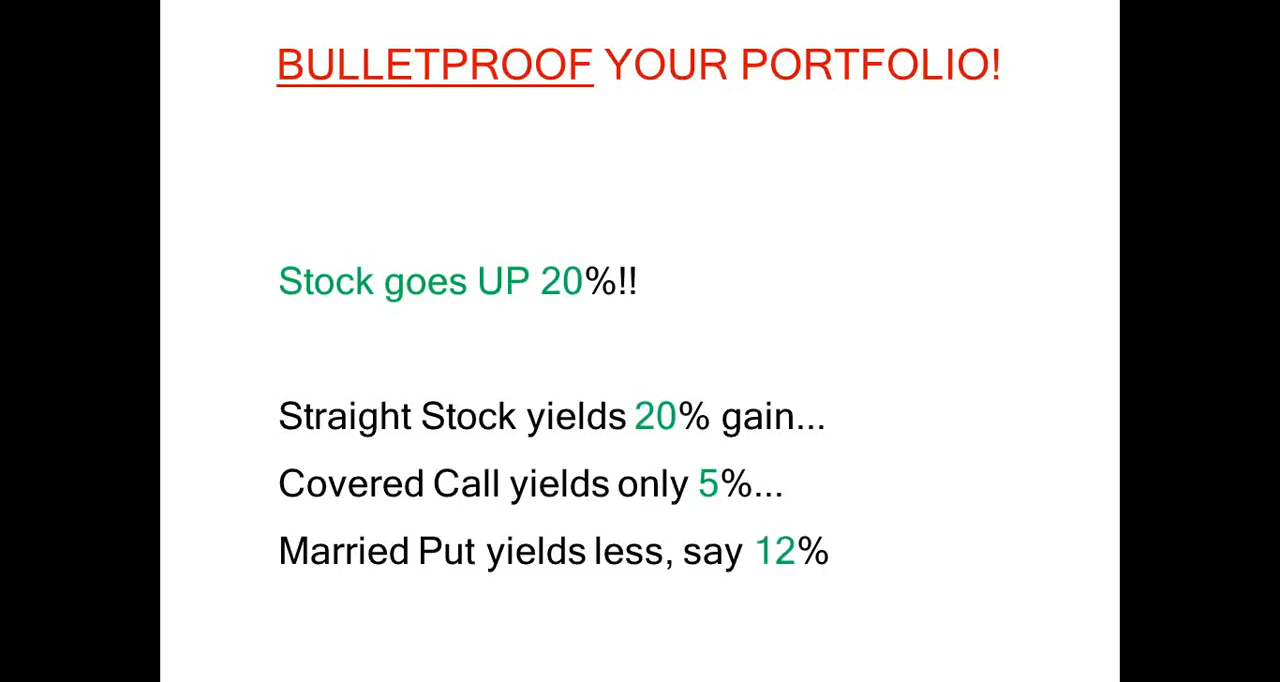 BULLETPROOF YOUR PORTFOLIO!
Stock goes UP 20%!!
Straight Stock yields 20% gain...
Covered Call yields only 5%...
Married Put yields less, say 12%